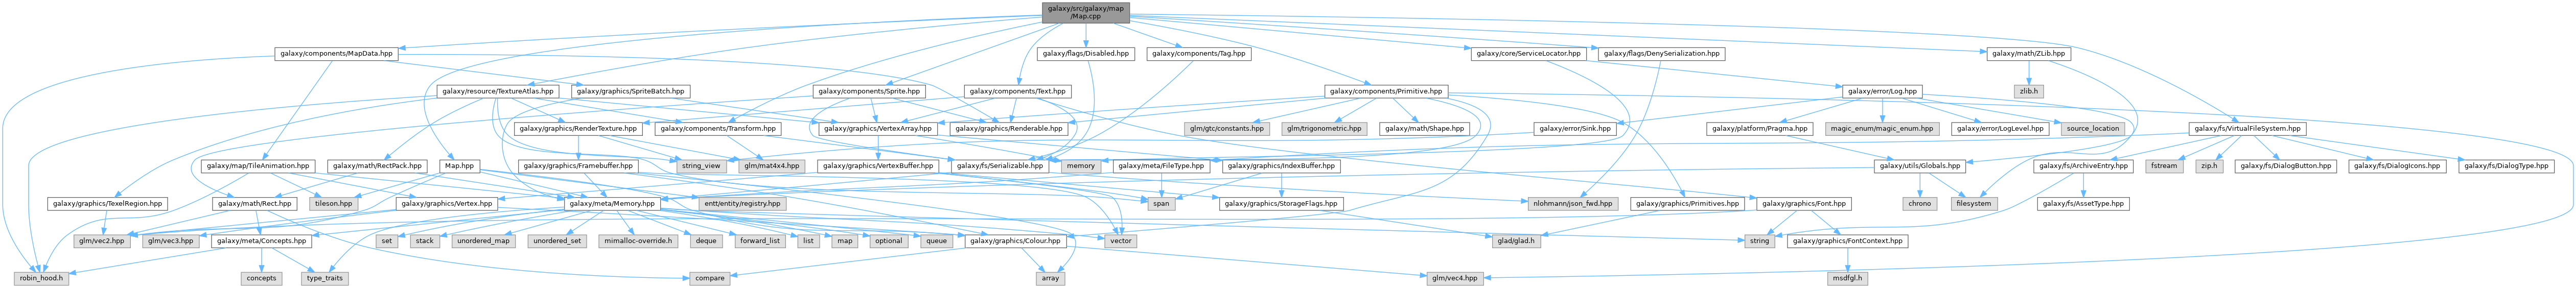 galaxy/src/galaxy/map
/Map.cpp
galaxy/components/MapData.hpp
galaxy/flags/Disabled.hpp
galaxy/components/Tag.hpp
galaxy/core/ServiceLocator.hpp
galaxy/flags/DenySerialization.hpp
galaxy/math/ZLib.hpp
galaxy/resource/TextureAtlas.hpp
galaxy/graphics/SpriteBatch.hpp
galaxy/components/Sprite.hpp
galaxy/components/Text.hpp
galaxy/components/Primitive.hpp
galaxy/error/Log.hpp
zlib.h
galaxy/graphics/RenderTexture.hpp
galaxy/components/Transform.hpp
galaxy/graphics/VertexArray.hpp
galaxy/graphics/Renderable.hpp
glm/gtc/constants.hpp
glm/trigonometric.hpp
galaxy/math/Shape.hpp
galaxy/error/Sink.hpp
galaxy/platform/Pragma.hpp
magic_enum/magic_enum.hpp
galaxy/error/LogLevel.hpp
source_location
galaxy/fs/VirtualFileSystem.hpp
galaxy/map/TileAnimation.hpp
galaxy/math/RectPack.hpp
Map.hpp
galaxy/graphics/Framebuffer.hpp
string_view
glm/mat4x4.hpp
galaxy/graphics/VertexBuffer.hpp
galaxy/fs/Serializable.hpp
memory
galaxy/meta/FileType.hpp
galaxy/graphics/IndexBuffer.hpp
galaxy/utils/Globals.hpp
galaxy/fs/ArchiveEntry.hpp
fstream
zip.h
galaxy/fs/DialogButton.hpp
galaxy/fs/DialogIcons.hpp
galaxy/fs/DialogType.hpp
galaxy/graphics/TexelRegion.hpp
galaxy/math/Rect.hpp
tileson.hpp
galaxy/graphics/Vertex.hpp
galaxy/meta/Memory.hpp
entt/entity/registry.hpp
span
galaxy/graphics/StorageFlags.hpp
nlohmann/json_fwd.hpp
galaxy/graphics/Primitives.hpp
galaxy/graphics/Font.hpp
chrono
filesystem
galaxy/fs/AssetType.hpp
glm/vec2.hpp
glm/vec3.hpp
galaxy/meta/Concepts.hpp
set
stack
unordered_map
unordered_set
mimalloc-override.h
deque
forward_list
list
map
optional
queue
galaxy/graphics/Colour.hpp
vector
glad/glad.h
string
galaxy/graphics/FontContext.hpp
robin_hood.h
concepts
type_traits
compare
array
glm/vec4.hpp
msdfgl.h